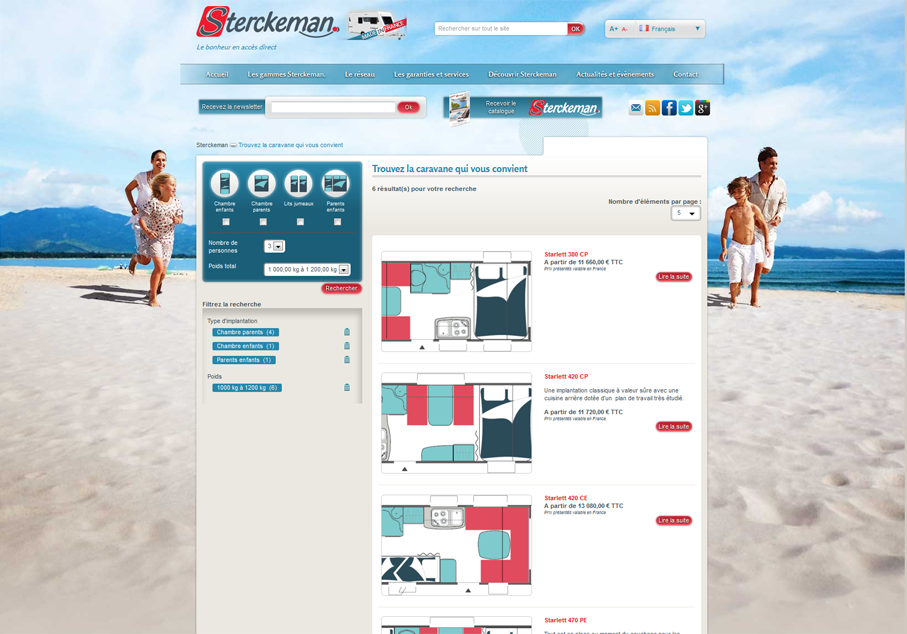 Sterckeman
MADE IN FRANCE
Le bonheur en accès direct
Rechercher sur tout le site
OK
A+ A-
Français
Accueil
Les gammes Sterckeman
Le réseau
Les garanties et services
Découvrir Sterckeman
Actualités et événements
Contact
Recevez la newsletter
Ok
Recevoir le
catalogue
Sterckeman
Sterckeman
Trouvez la caravane qui vous convient
Chambre
enfants
Chambre
parents
Lits jumeaux
Parents
enfants
Nombre de
personnes
3
Poids total
1 000,00 kg à 1 200,00 kg
Rechercher
Filtrez la recherche
Type d'implantation
Chambre parents (4)
Chambre enfants (1)
Parents enfants (1)
Poids
1000 kg à 1200 kg (6)
Trouvez la caravane qui vous convient
6 résultat(s) pour votre recherche
Nombre d'éléments par page :
5
Starlett 380 CP
A partir de 11 660,00 € TTC
Prix présentés valable en France
Lire la suite
Starlett 420 CP
Une implantation classique à valeur sûre avec une
cuisine arrière dotée d'un plan de travail très étudié.
A partir de 11 720,00 € TTC
Prix présentés valable en France
Lire la suite
Starlett 420 CE
A partir de 13 080,00 € TTC
Prix présentés valable en France
Lire la suite
Starlett 470 PE